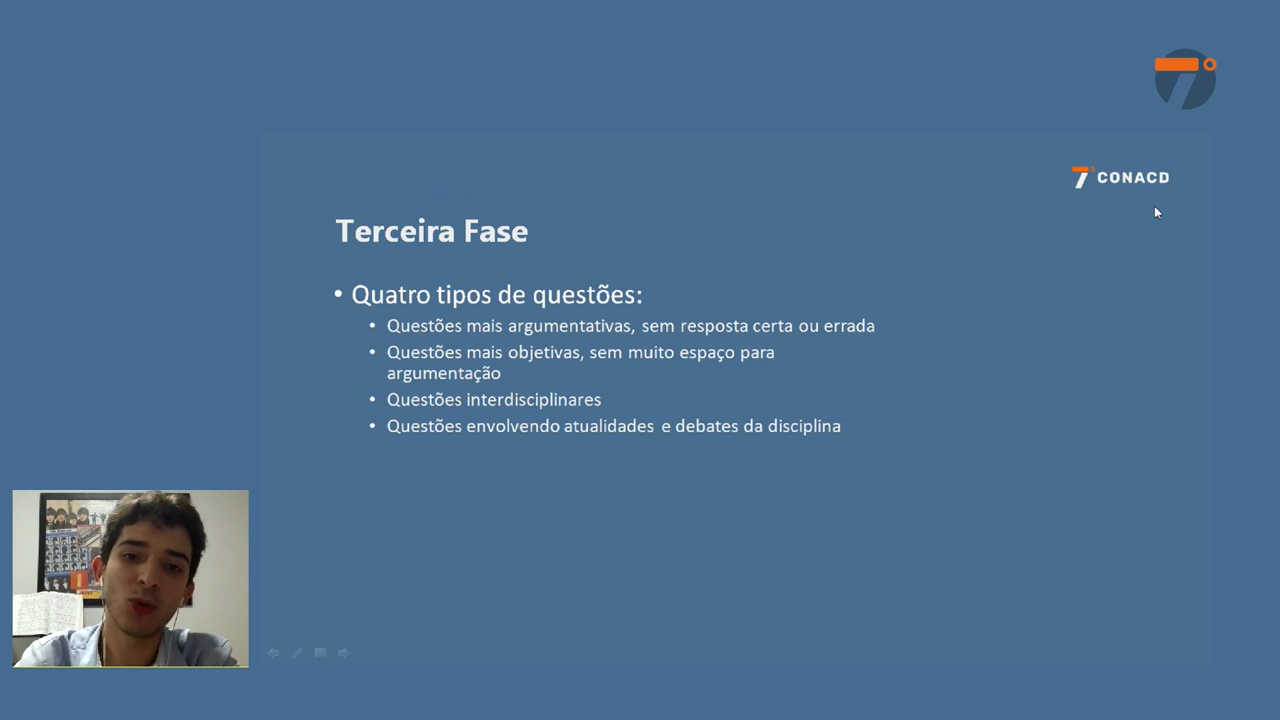 7º CONACD
Terceira Fase
• Quatro tipos de questões:
• Questões mais argumentativas, sem resposta certa ou errada
• Questões mais objetivas, sem muito espaço para
argumentação
• Questões interdisciplinares
• Questões envolvendo atualidades e debates da disciplina